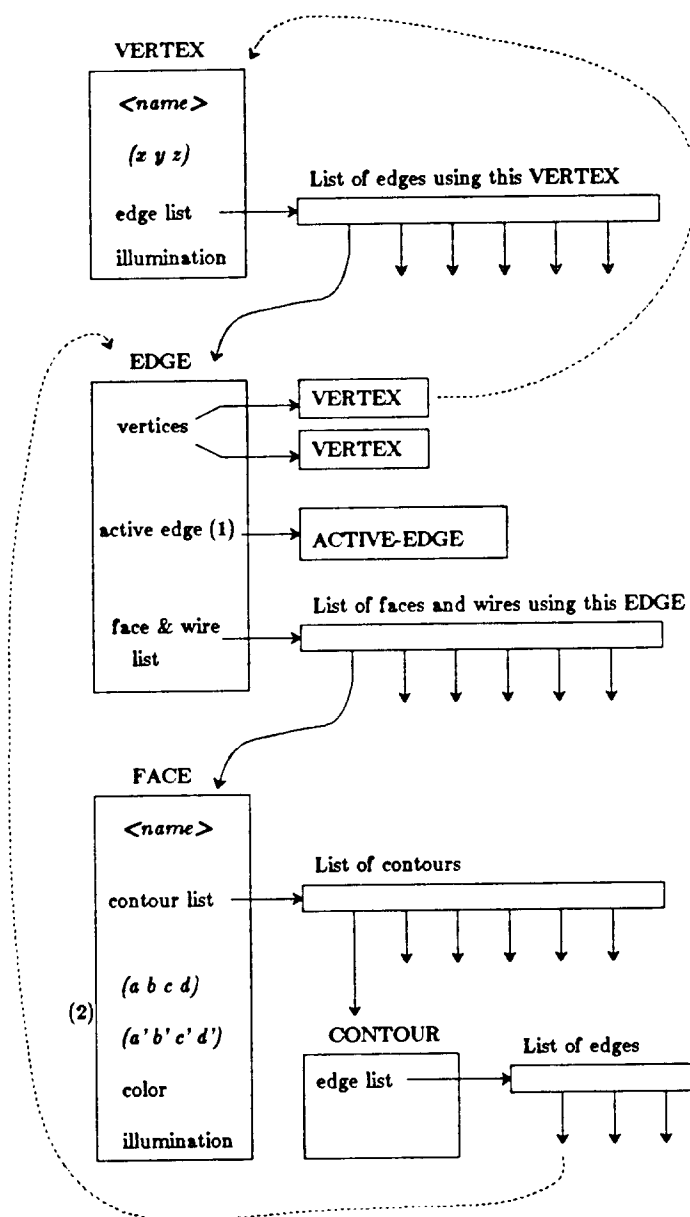 VERTEX
<name>
(x y z)
List of edges using this VERTEX
edge list
illumination
EDGE
vertices
VERTEX
VERTEX
active edge (1)
ACTIVE-EDGE
List of faces and wires using this EDGE
face & wire
list
FACE
<name>
List of contours
contour list
(a b c d)
(2)
(a' b' c' d')
CONTOUR
List of edges
edge list
color
illumination